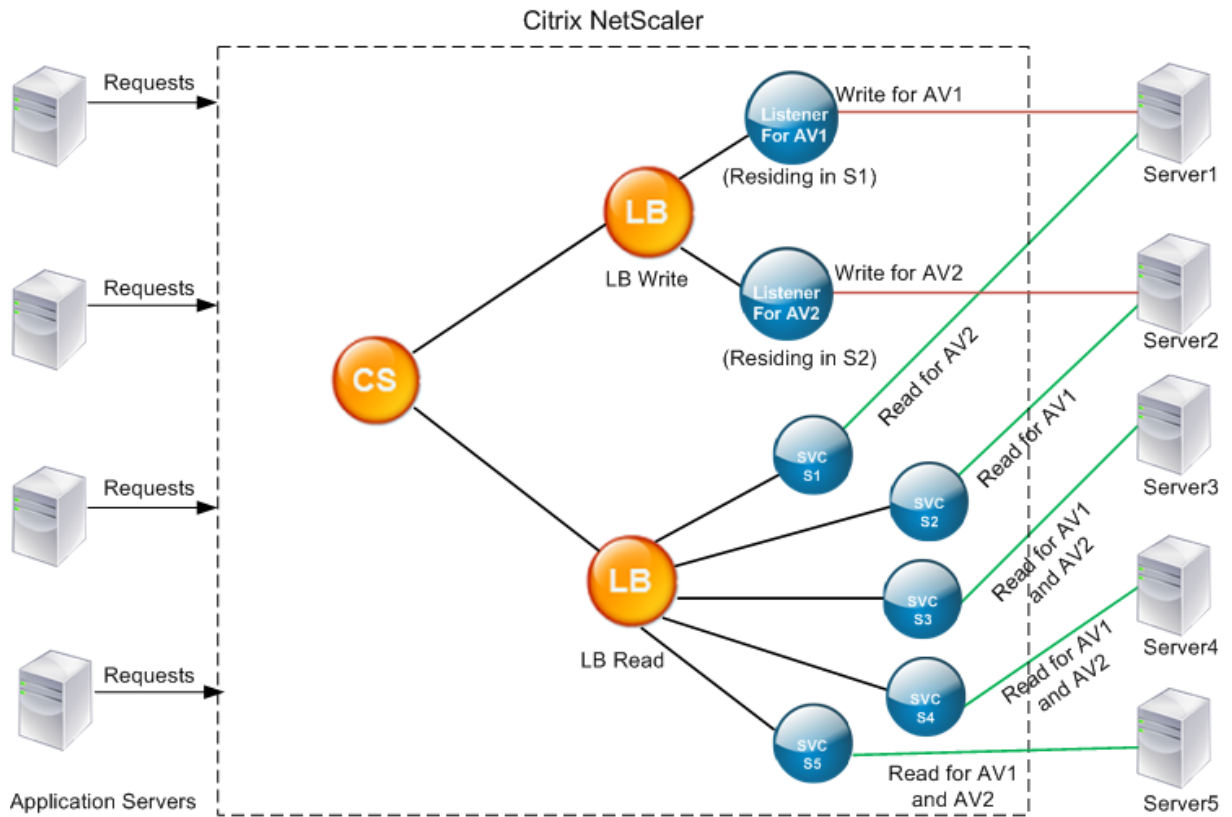 Citrix NetScaler
Requests
Requests
Requests
Requests
Application Servers
CS
LB
LB Write
Listener
For AV1
(Residing in S1)
Write for AV1
Listener
For AV2
(Residing in S2)
Write for AV2
LB
LB Read
SVC
S1
Read for AV2
SVC
S2
Read for AV1
SVC
S3
Read for AV1
and AV2
SVC
S4
Read for AV1
and AV2
SVC
S5
Read for AV1
and AV2
Server1
Server2
Server3
Server4
Server5